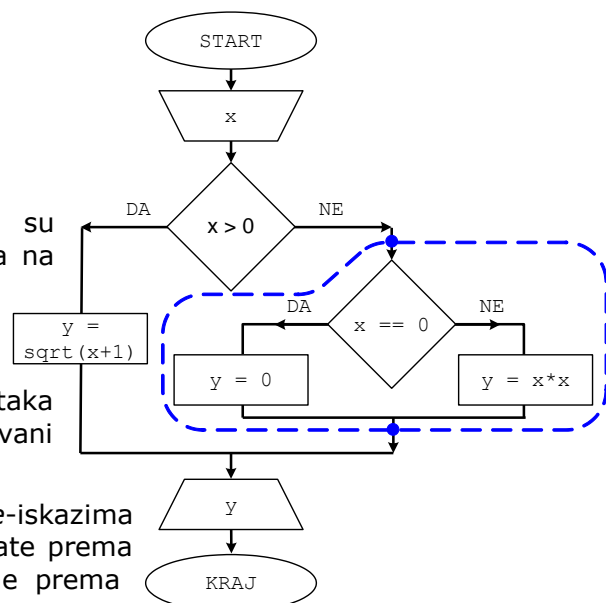 START
x
DA
x > 0
NE
su
a na
DA
x == 0
NE
y =
sqrt(x+1)
y = 0
y = x*x
taka
vani
y
e-iskazima
ate prema
e prema
KRAJ